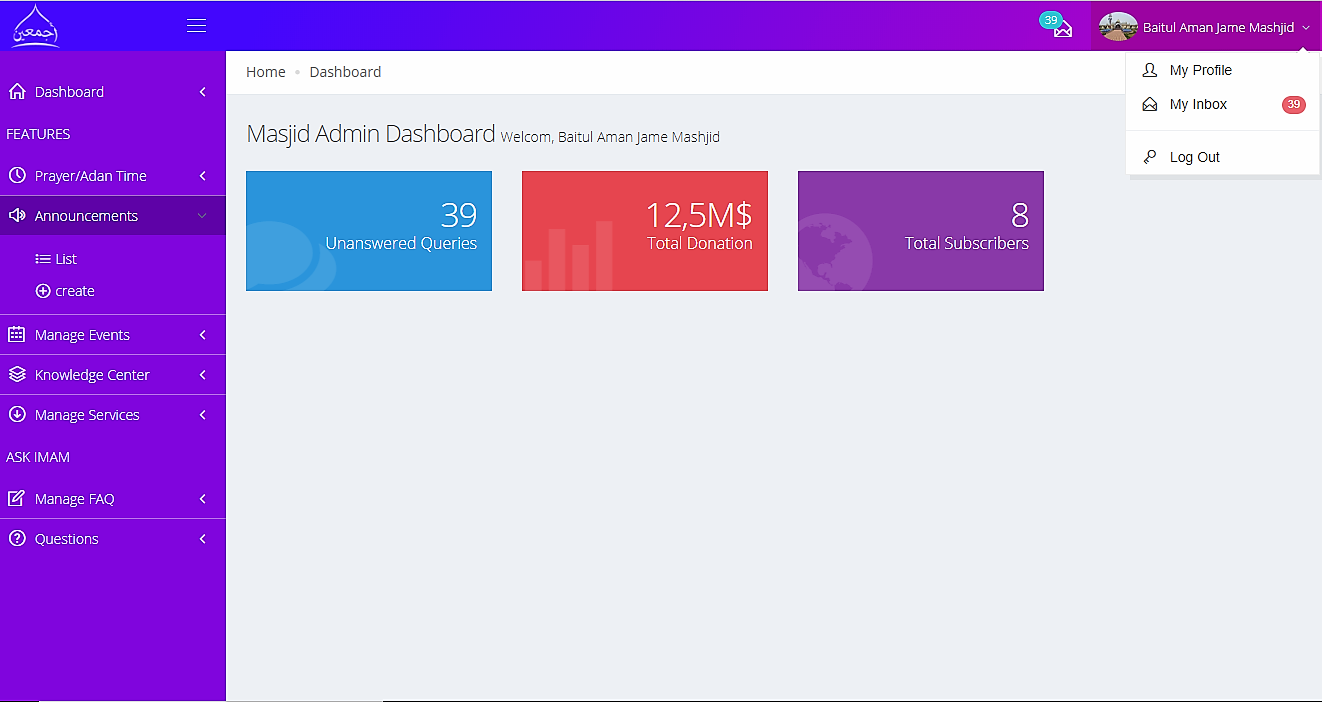 أجمعين
39
Baitul Aman Jame Mashjid
My Profile
My Inbox 39
Log Out
Home Dashboard
Dashboard
FEATURES
Prayer/Adan Time
Announcements
List
create
Manage Events
Knowledge Center
Manage Services
ASK IMAM
Manage FAQ
Questions
Masjid Admin Dashboard Welcom, Baitul Aman Jame Mashjid
39
Unanswered Queries
12,5M$
Total Donation
8
Total Subscribers